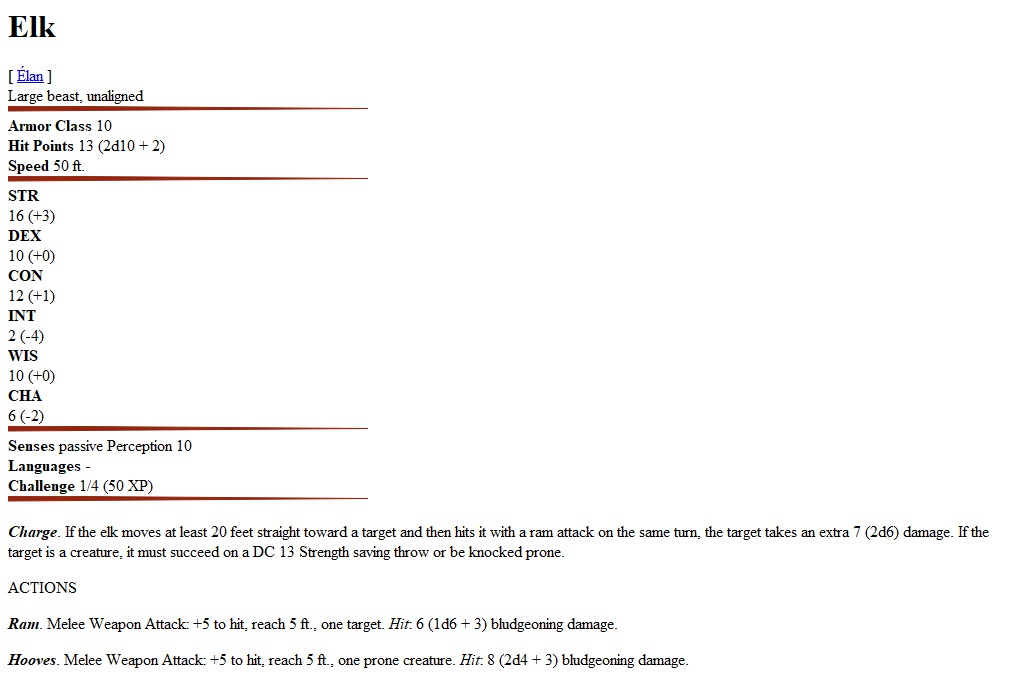 Elk
[ Élan ]
Large beast, unaligned
Armor Class 10
Hit Points 13 (2d10 + 2)
Speed 50 ft.
STR
16 (+3)
DEX
10 (+0)
CON
12 (+1)
INT
2 (-4)
WIS
10 (+0)
CHA
6 (-2)
Senses passive Perception 10
Languages -
Challenge 1/4 (50 XP)
Charge. If the elk moves at least 20 feet straight toward a target and then hits it with a ram attack on the same turn, the target takes an extra 7 (2d6) damage. If the
target is a creature, it must succeed on a DC 13 Strength saving throw or be knocked prone.
ACTIONS
Ram. Melee Weapon Attack: +5 to hit, reach 5 ft., one target. Hit: 6 (1d6 + 3) bludgeoning damage.
Hooves. Melee Weapon Attack: +5 to hit, reach 5 ft., one prone creature. Hit: 8 (2d4 + 3) bludgeoning damage.